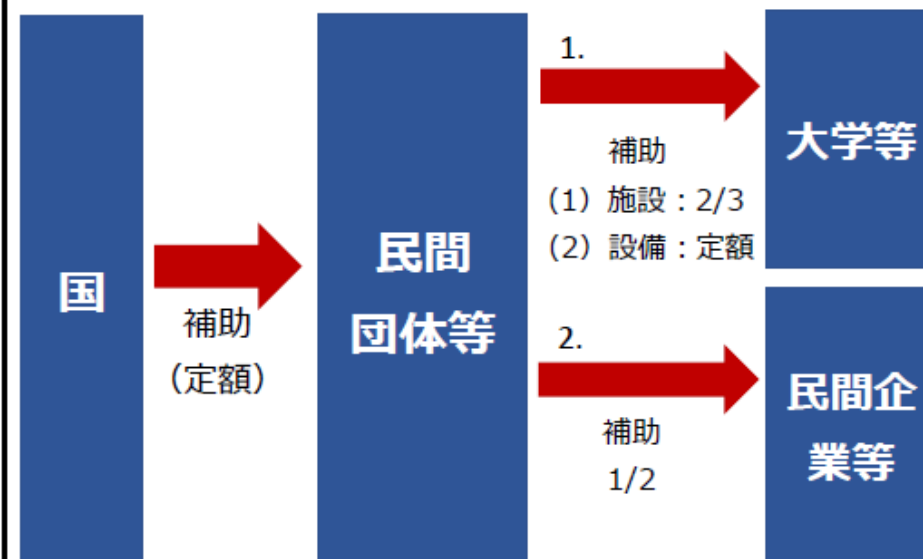 国
補助
（定額）
民間
団体等
1.
補助
（1）施設：2/3
（2）設備：定額
大学等
2.
補助
1/2
民間企
業等